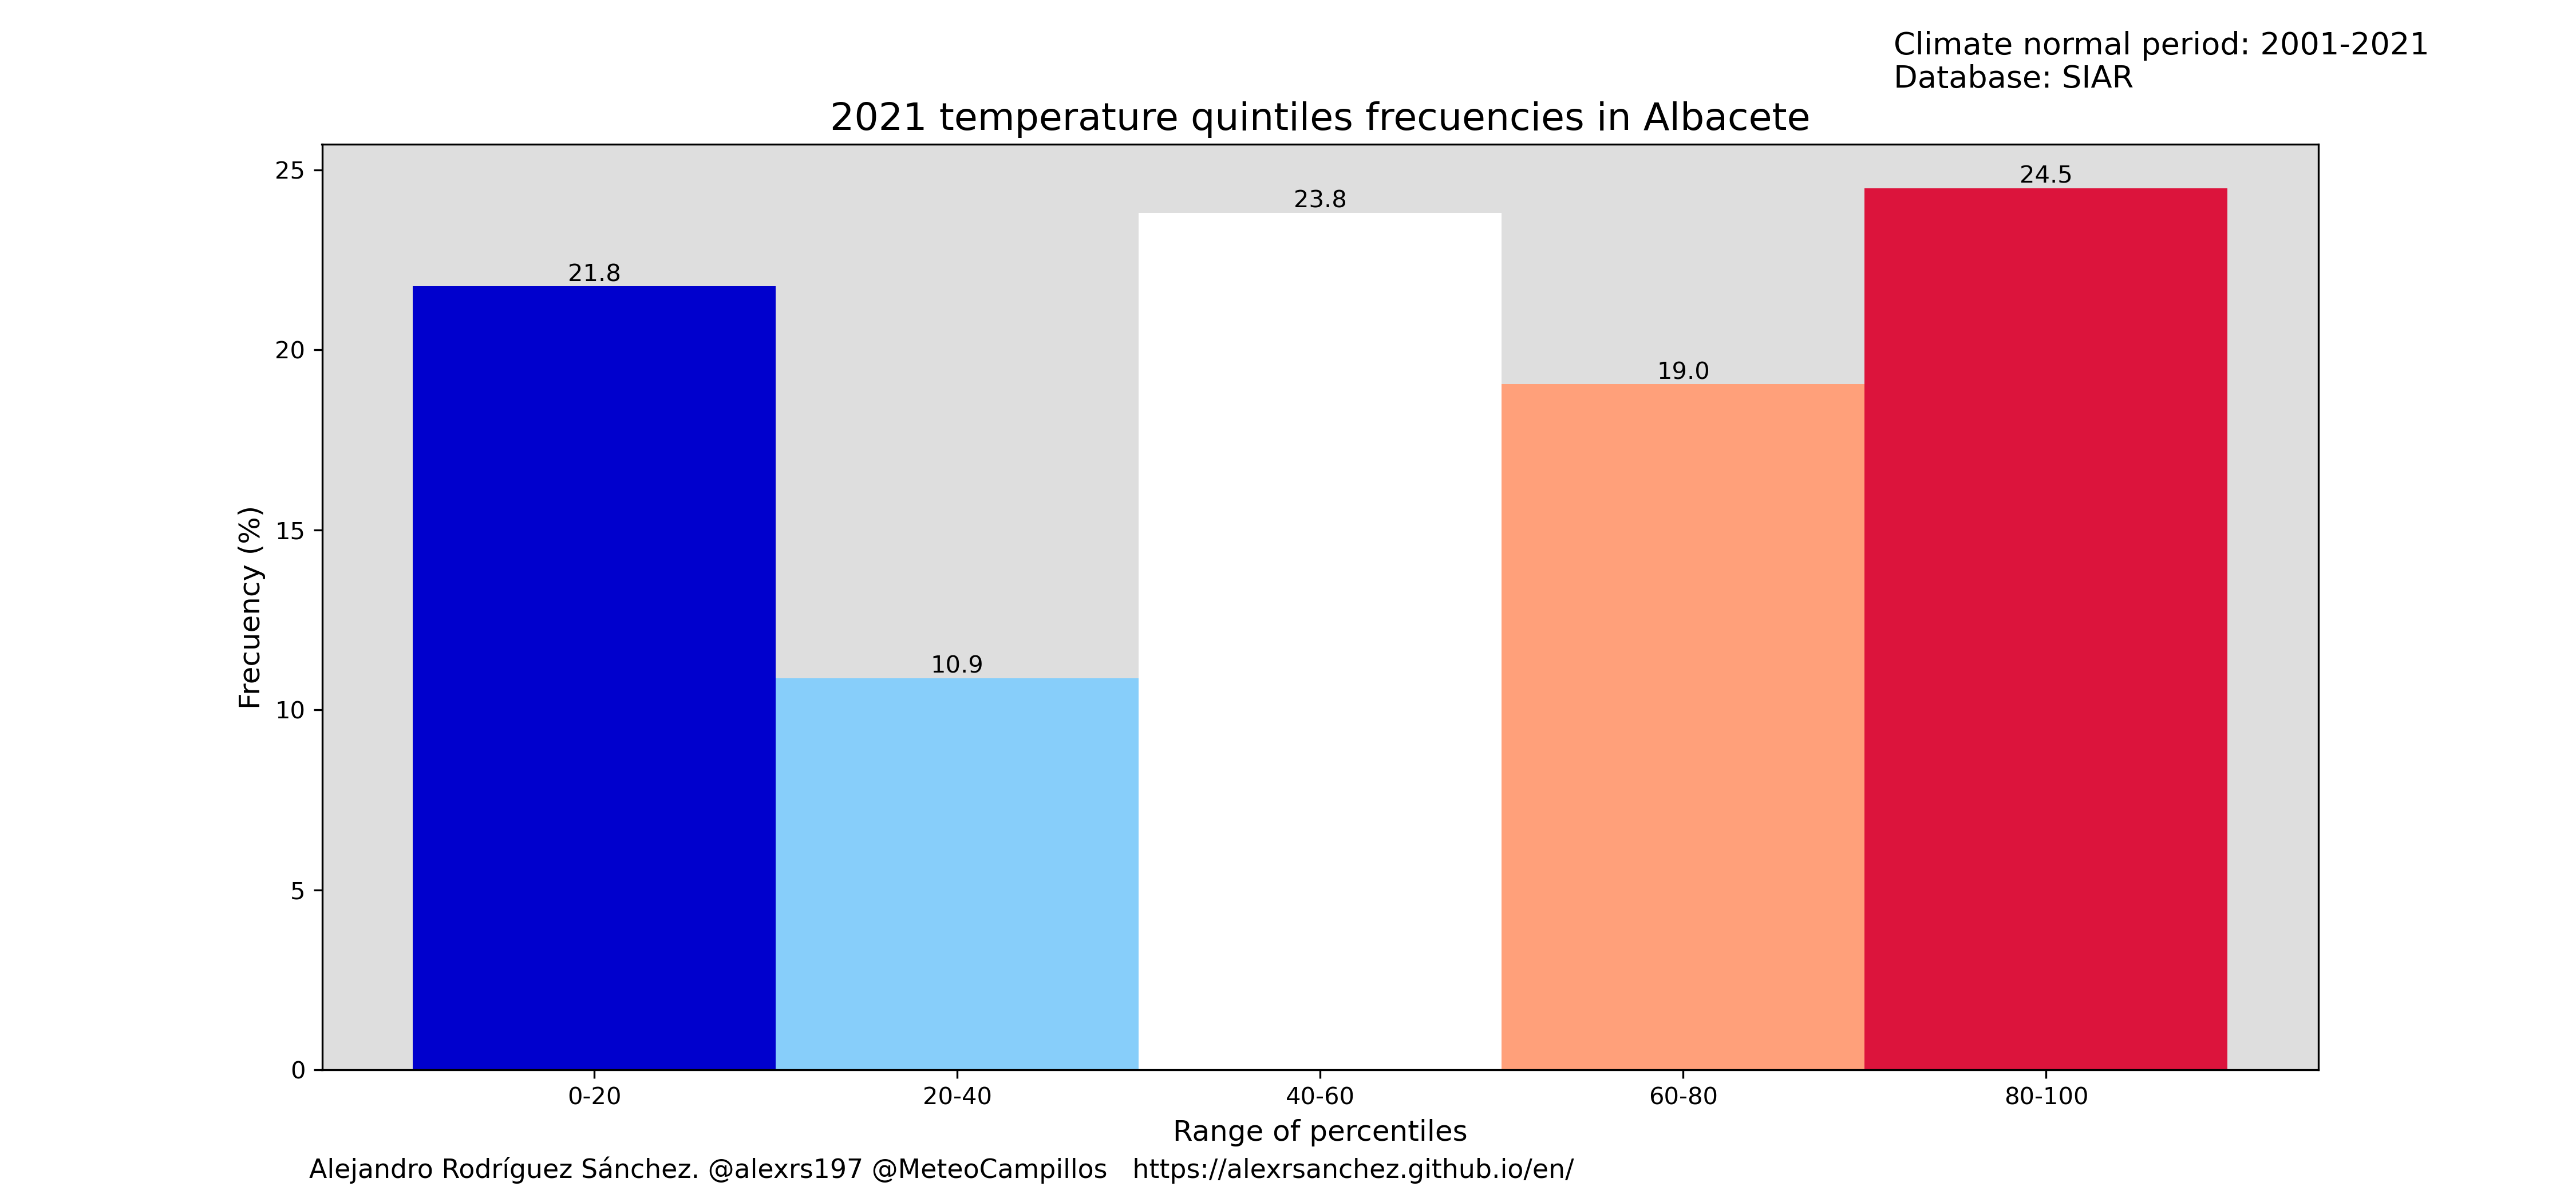 Climate normal period: 2001-2021
Database: SIAR
2021 temperature quintiles frecuencies in Albacete
25
20
15
10
5
0
Frecuency (%)
21.8
10.9
23.8
19.0
24.5
0-20
20-40
40-60
60-80
80-100
Range of percentiles
Alejandro Rodríguez Sánchez. @alexrs197 @MeteoCampillos   https://alexrsanchez.github.io/en/